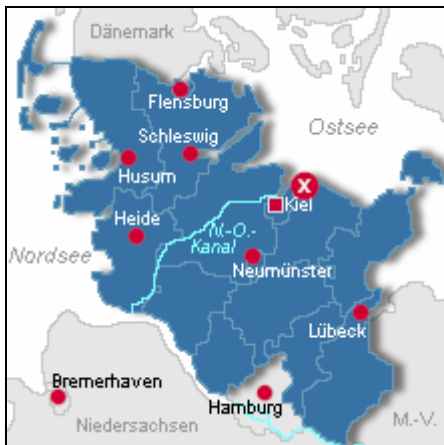 Dänemark
Flensburg
Ostsee
Schleswig
Husum
X
Kiel
Heide
N.-O.-
Kanal
Nordsee
Neumünster
Lübeck
Bremerhaven
Hamburg
Niedersachsen
M.-V.